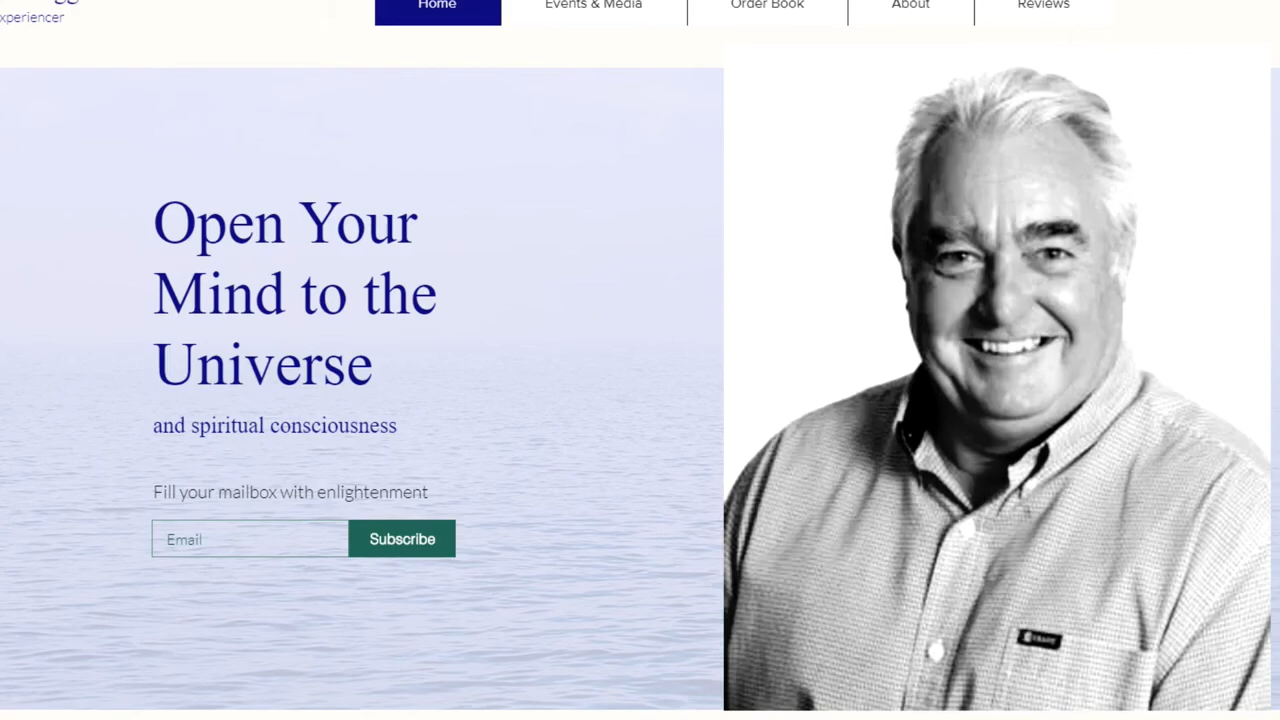 xperiencer
Home
Events & Media
Order Book
About
Reviews
Open Your
Mind to the
Universe
and spiritual consciousness
Fill your mailbox with enlightenment
Email
Subscribe